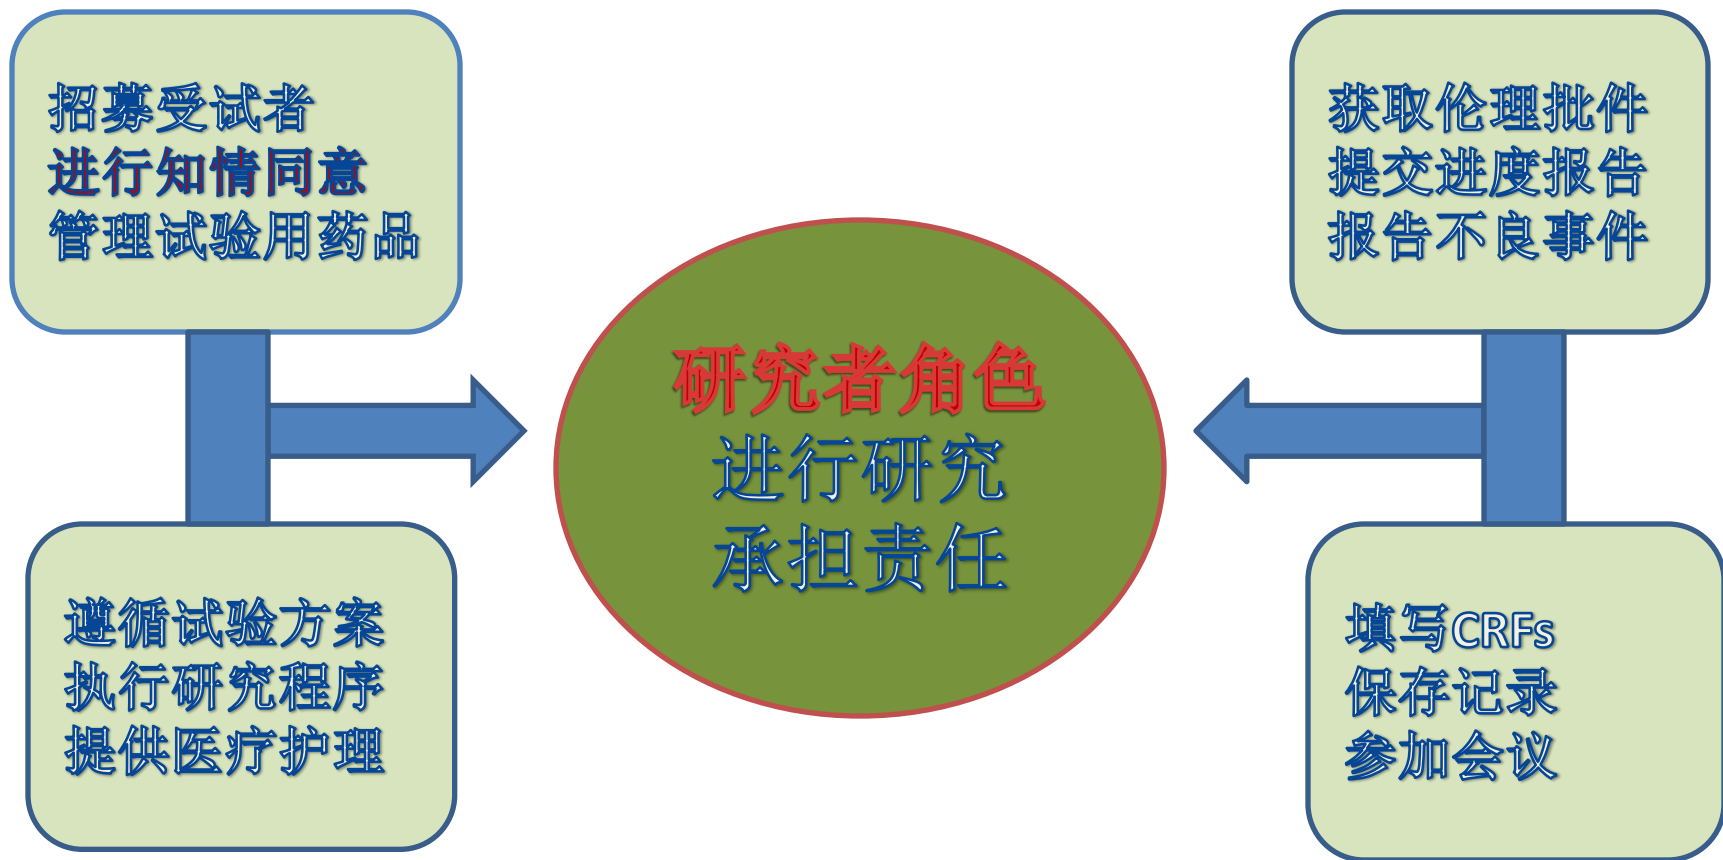 招募受试者
进行知情同意
管理试验用药品
获取伦理批件
提交进度报告
报告不良事件
研究者角色
进行研究
承担责任
遵循试验方案
执行研究程序
提供医疗护理
填写CRFs
保存记录
参加会议